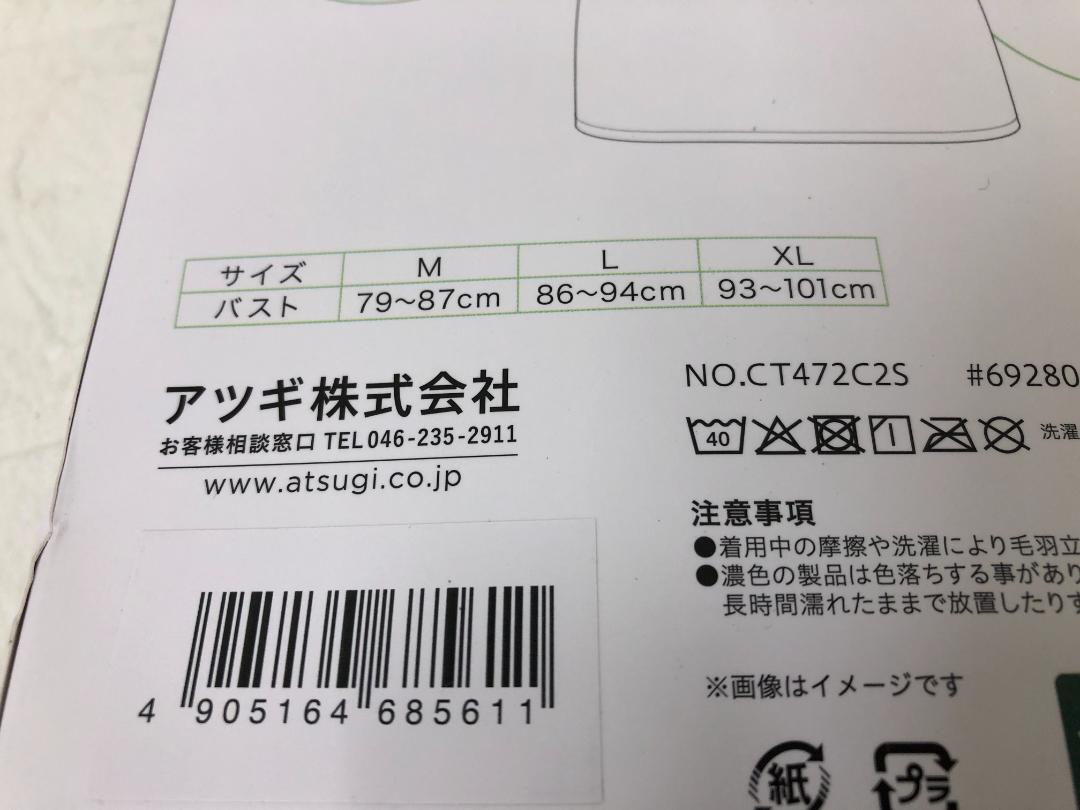 サイズ M L XL
バスト 79〜87cm 86〜94cm 93〜101cm
アツギ株式会社
お客様相談窓口 TEL046-235-2911
www.atsugi.co.jp
NO.CT472C2S #69280
40
洗濯
注意事項
●着用中の摩擦や洗濯により毛羽立
●濃色の製品は色落ちする事があり
長時間濡れたままで放置したりす
※画像はイメージです
4 905164 685611
紙
プラ